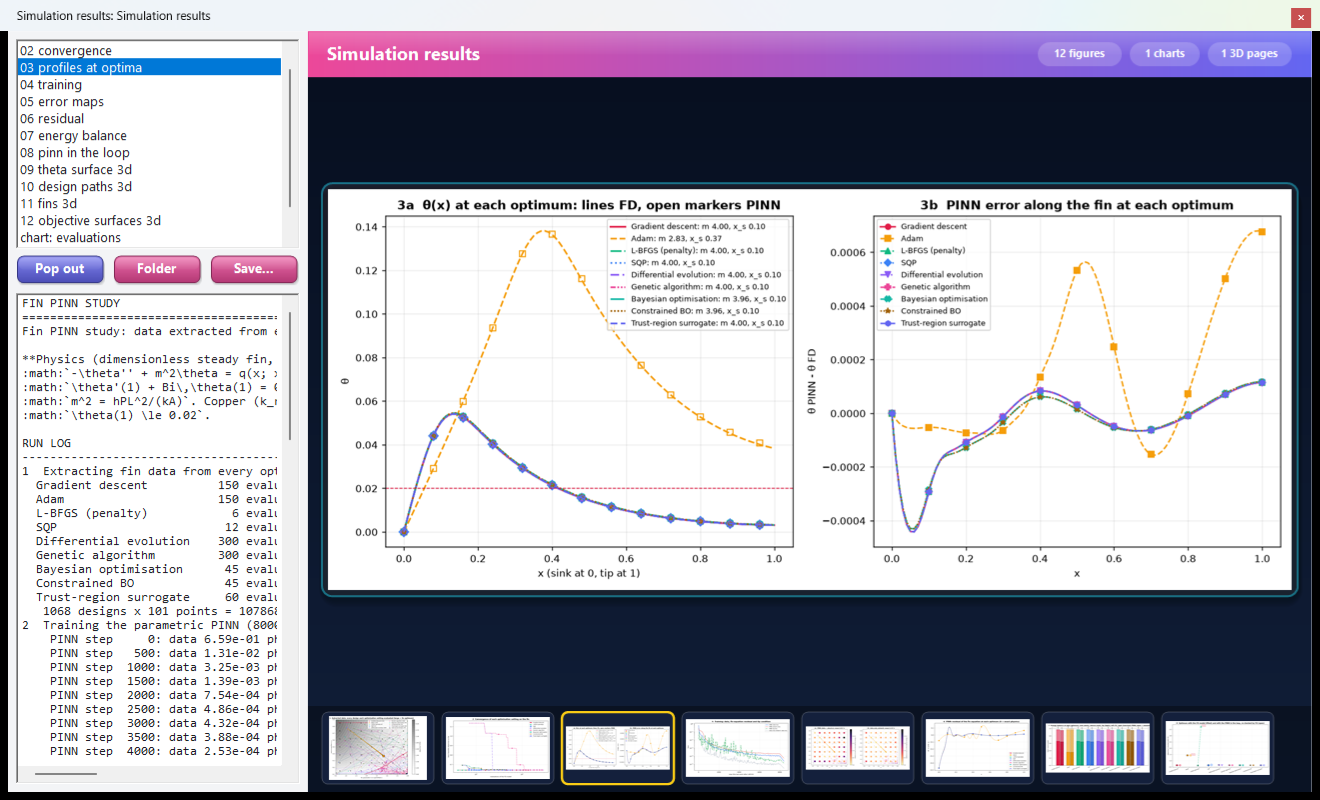 Simulation results: Simulation results
×
02 convergence
03 profiles at optima
04 training
05 error maps
06 residual
07 energy balance
08 pinn in the loop
09 theta surface 3d
10 design paths 3d
11 fins 3d
12 objective surfaces 3d
chart: evaluations
Pop out
Folder
Save...
FIN PINN STUDY
=====================================
Fin PINN study: data extracted from
**Physics (dimensionless steady fin,
:math:`-\theta'' + m^2\theta = q(x;
:math:`\theta'(1) + Bi\,\theta(1) =
:math:`m^2 = hPL^2/(kA)`. Copper
:math:`\theta(1) \le 0.02`.
RUN LOG
-------------------------------------
1  Extracting fin data from every opt
Gradient descent 150 eval
Adam 150 eval
L-BFGS (penalty) 6 eval
SQP 12 eval
Differential evolution 300 eval
Genetic algorithm 300 eval
Bayesian optimisation 45 eval
Constrained BO 45 eval
Trust-region surrogate 60 eval
1068 designs x 101 points = 107868
2  Training the parametric PINN (800
PINN step 0: data 6.59e-01
PINN step 500: data 1.31e-02
PINN step 1000: data 3.25e-03
PINN step 1500: data 1.39e-03
PINN step 2000: data 7.54e-04
PINN step 2500: data 4.86e-04
PINN step 3000: data 4.32e-04
PINN step 3500: data 3.88e-04
PINN step 4000: data 2.53e-04
Simulation results
12 figures
1 charts
1 3D pages
3a θ(x) at each optimum: lines FD, open markers PINN
Gradient descent: m 4.00, x_s 0.10
Adam: m 2.83, x_s 0.37
L-BFGS (penalty): m 4.00, x_s 0.10
SQP: m 4.00, x_s 0.10
Differential evolution: m 4.00, x_s 0.10
Genetic algorithm: m 4.00, x_s 0.10
Bayesian optimisation: m 3.96, x_s 0.10
Constrained BO: m 3.96, x_s 0.10
Trust-region surrogate: m 4.00, x_s 0.10
0.14
0.12
0.10
0.08
0.06
0.04
0.02
0.00
θ
0.0 0.2 0.4 0.6 0.8 1.0
x (sink at 0, tip at 1)
3b PINN error along the fin at each optimum
Gradient descent
Adam
L-BFGS (penalty)
SQP
Differential evolution
Genetic algorithm
Bayesian optimisation
Constrained BO
Trust-region surrogate
0.0006
0.0004
0.0002
0.0000
−0.0002
−0.0004
θ PINN - θ FD
0.0 0.2 0.4 0.6 0.8 1.0
x